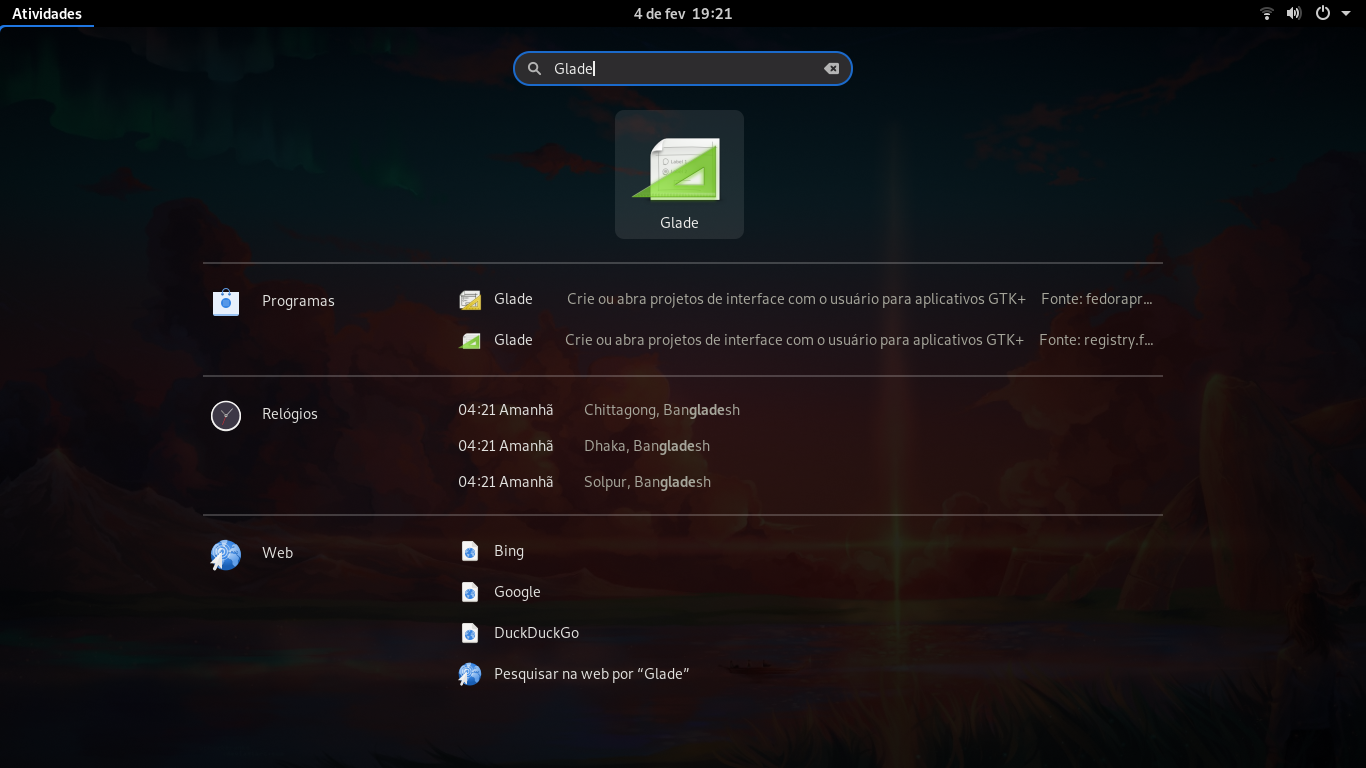 Atividades
4 de fev 19:21
Glade
Glade
Programas
Glade Crie ou abra projetos de interface com o usuário para aplicativos GTK+ Fonte: fedorapr...
Glade Crie ou abra projetos de interface com o usuário para aplicativos GTK+ Fonte: registry.f...
Relógios
04:21 Amanhã Chittagong, Bangladesh
04:21 Amanhã Dhaka, Bangladesh
04:21 Amanhã Solpur, Bangladesh
Web
Bing
Google
DuckDuckGo
Pesquisar na web por “Glade”